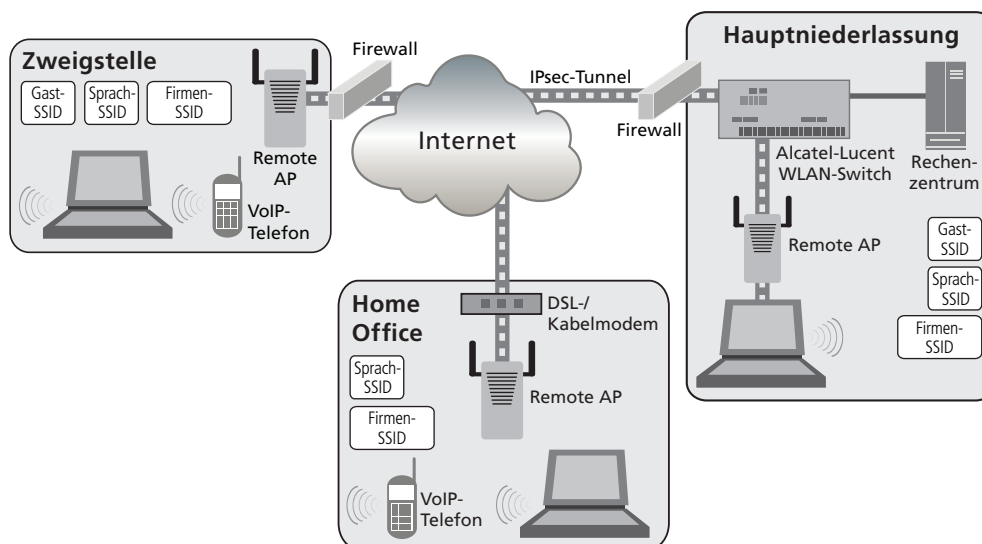 Zweigstelle
Gast-
SSID
Sprach-
SSID
Firmen-
SSID
Remote
AP
VoIP-
Telefon
Firewall
Internet
IPsec-Tunnel
Firewall
Hauptniederlassung
Alcatel-Lucent
WLAN-Switch
Rechen-
zentrum
Remote AP
Gast-
SSID
Sprach-
SSID
Firmen-
SSID
Home
Office
DSL-/
Kabelmodem
Sprach-
SSID
Firmen-
SSID
Remote AP
VoIP-
Telefon